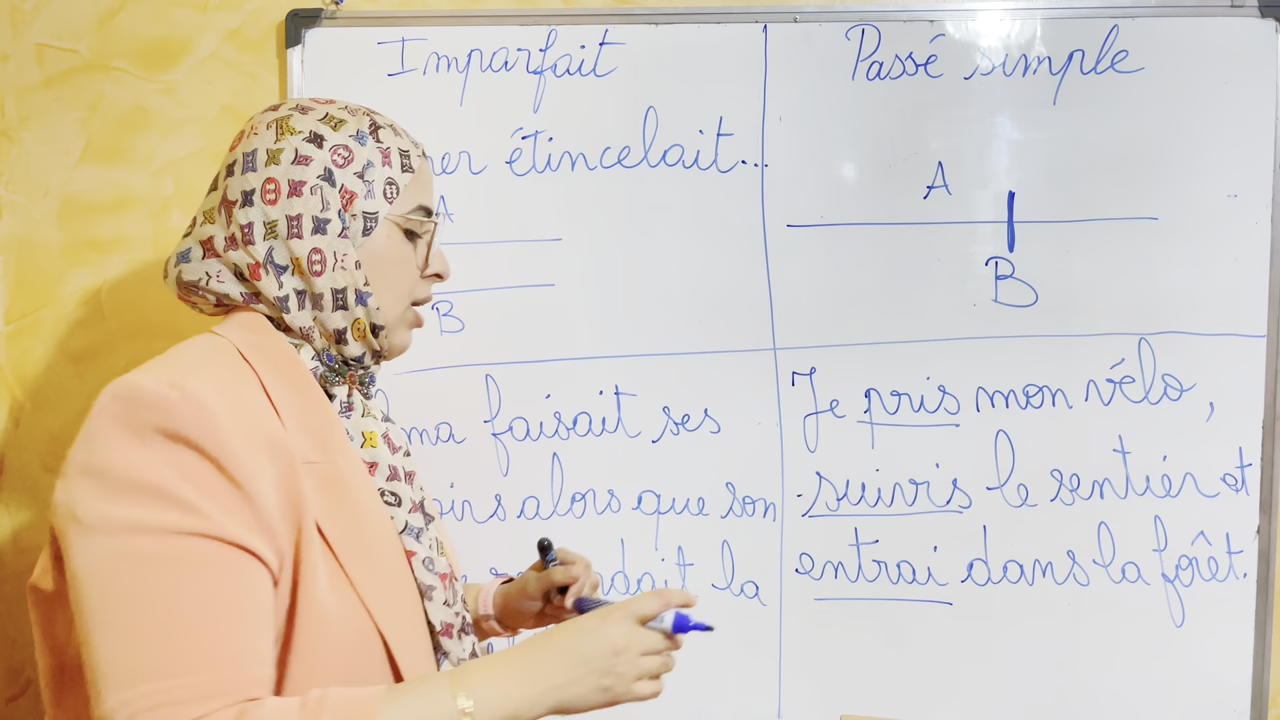 Imparfait
étincelait...
A
B
faisait ses
alors que son
la
Passé simple
A
B
Je pris mon vélo,
suivis le sentiér et
entrai dans la forêt.